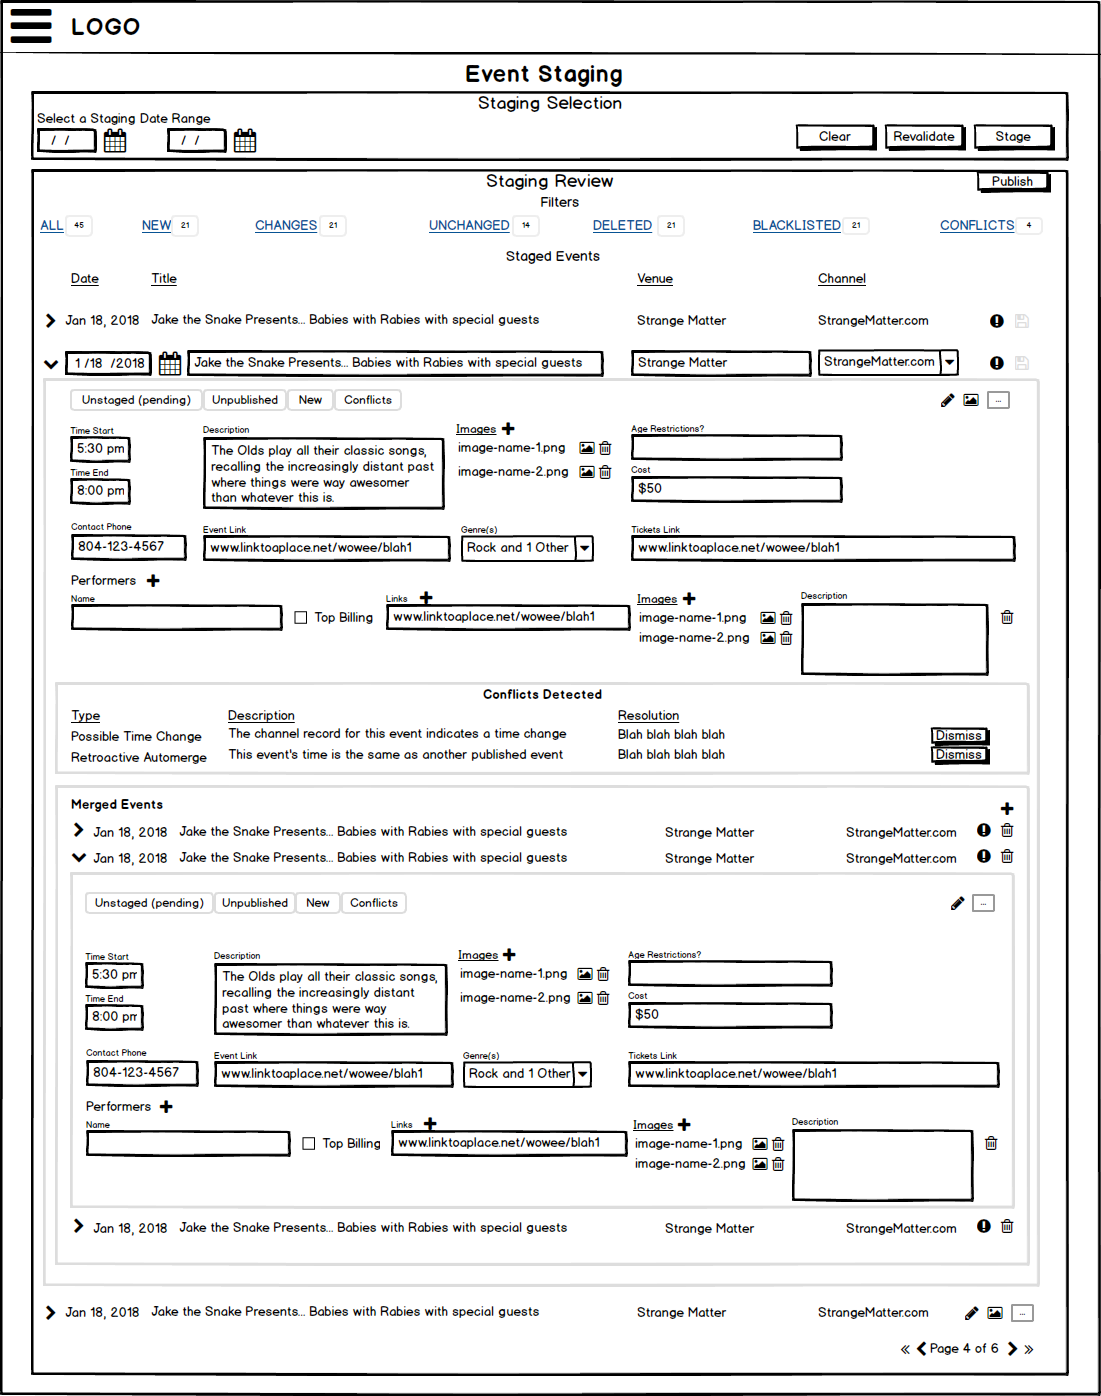 LOGO
Event Staging
Staging Selection
Select a Staging Date Range
/ /
/ /
Clear
Revalidate
Stage
Staging Review
Publish
Filters
ALL 45
NEW 21
CHANGES 21
UNCHANGED 14
DELETED 21
BLACKLISTED 21
CONFLICTS 4
Staged Events
Date Title Venue Channel
Jan 18, 2018 Jake the Snake Presents... Babies with Rabies with special guests Strange Matter StrangeMatter.com
1 /18 /2018 Jake the Snake Presents... Babies with Rabies with special guests Strange Matter StrangeMatter.com
Unstaged (pending) Unpublished New Conflicts ...
Time Start
5:30 pm
Time End
8:00 pm
Description
The Olds play all their classic songs,
recalling the increasingly distant past
where things were way awesomer
than whatever this is.
Images
image-name-1.png
image-name-2.png
Age Restrictions?
Cost
$50
Contact Phone
804-123-4567
Event Link
www.linktoaplace.net/wowee/blah1
Genre(s)
Rock and 1 Other
Tickets Link
www.linktoaplace.net/wowee/blah1
Performers
Name
Top Billing
Links
www.linktoaplace.net/wowee/blah1
Images
image-name-1.png
image-name-2.png
Description
Conflicts Detected
Type Description Resolution
Possible Time Change The channel record for this event indicates a time change Blah blah blah blah Dismiss
Retroactive Automerge This event's time is the same as another published event Blah blah blah blah Dismiss
Merged Events
Jan 18, 2018 Jake the Snake Presents... Babies with Rabies with special guests Strange Matter StrangeMatter.com
Jan 18, 2018 Jake the Snake Presents... Babies with Rabies with special guests Strange Matter StrangeMatter.com
Unstaged (pending) Unpublished New Conflicts ...
Time Start
5:30 pm
Time End
8:00 pm
Description
The Olds play all their classic songs,
recalling the increasingly distant
past where things were way
awesomer than whatever this is.
Images
image-name-1.png
image-name-2.png
Age Restrictions?
Cost
$50
Contact Phone
804-123-4567
Event Link
www.linktoaplace.net/wowee/blah1
Genre(s)
Rock and 1 Other
Tickets Link
www.linktoaplace.net/wowee/blah1
Performers
Name
Top Billing
Links
www.linktoaplace.net/wowee/blah1
Images
image-name-1.png
image-name-2.png
Description
Jan 18, 2018 Jake the Snake Presents... Babies with Rabies with special guests Strange Matter StrangeMatter.com
Jan 18, 2018 Jake the Snake Presents... Babies with Rabies with special guests Strange Matter StrangeMatter.com ...
Page 4 of 6